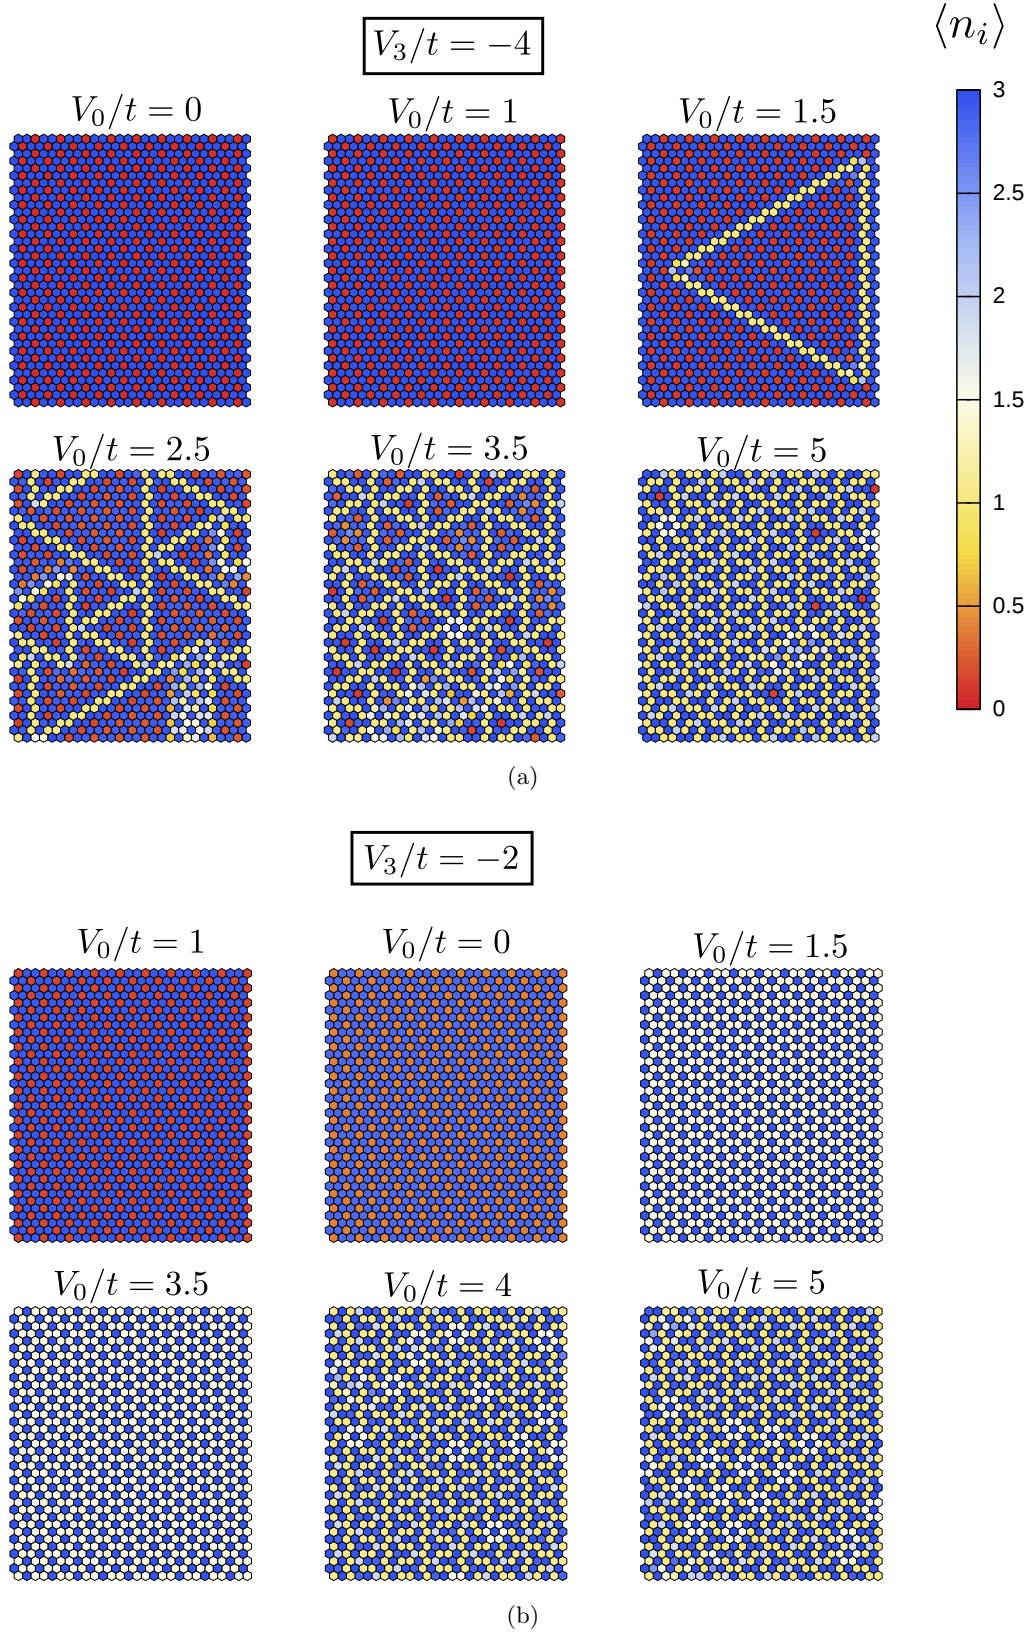 ⟨n_i⟩
V_3/t = −4
V_0/t = 0
V_0/t = 1
V_0/t = 1.5
3
2.5
2
1.5
1
0.5
0
V_0/t = 2.5
V_0/t = 3.5
V_0/t = 5
(a)
V_3/t = −2
V_0/t = 1
V_0/t = 0
V_0/t = 1.5
V_0/t = 3.5
V_0/t = 4
V_0/t = 5
(b)